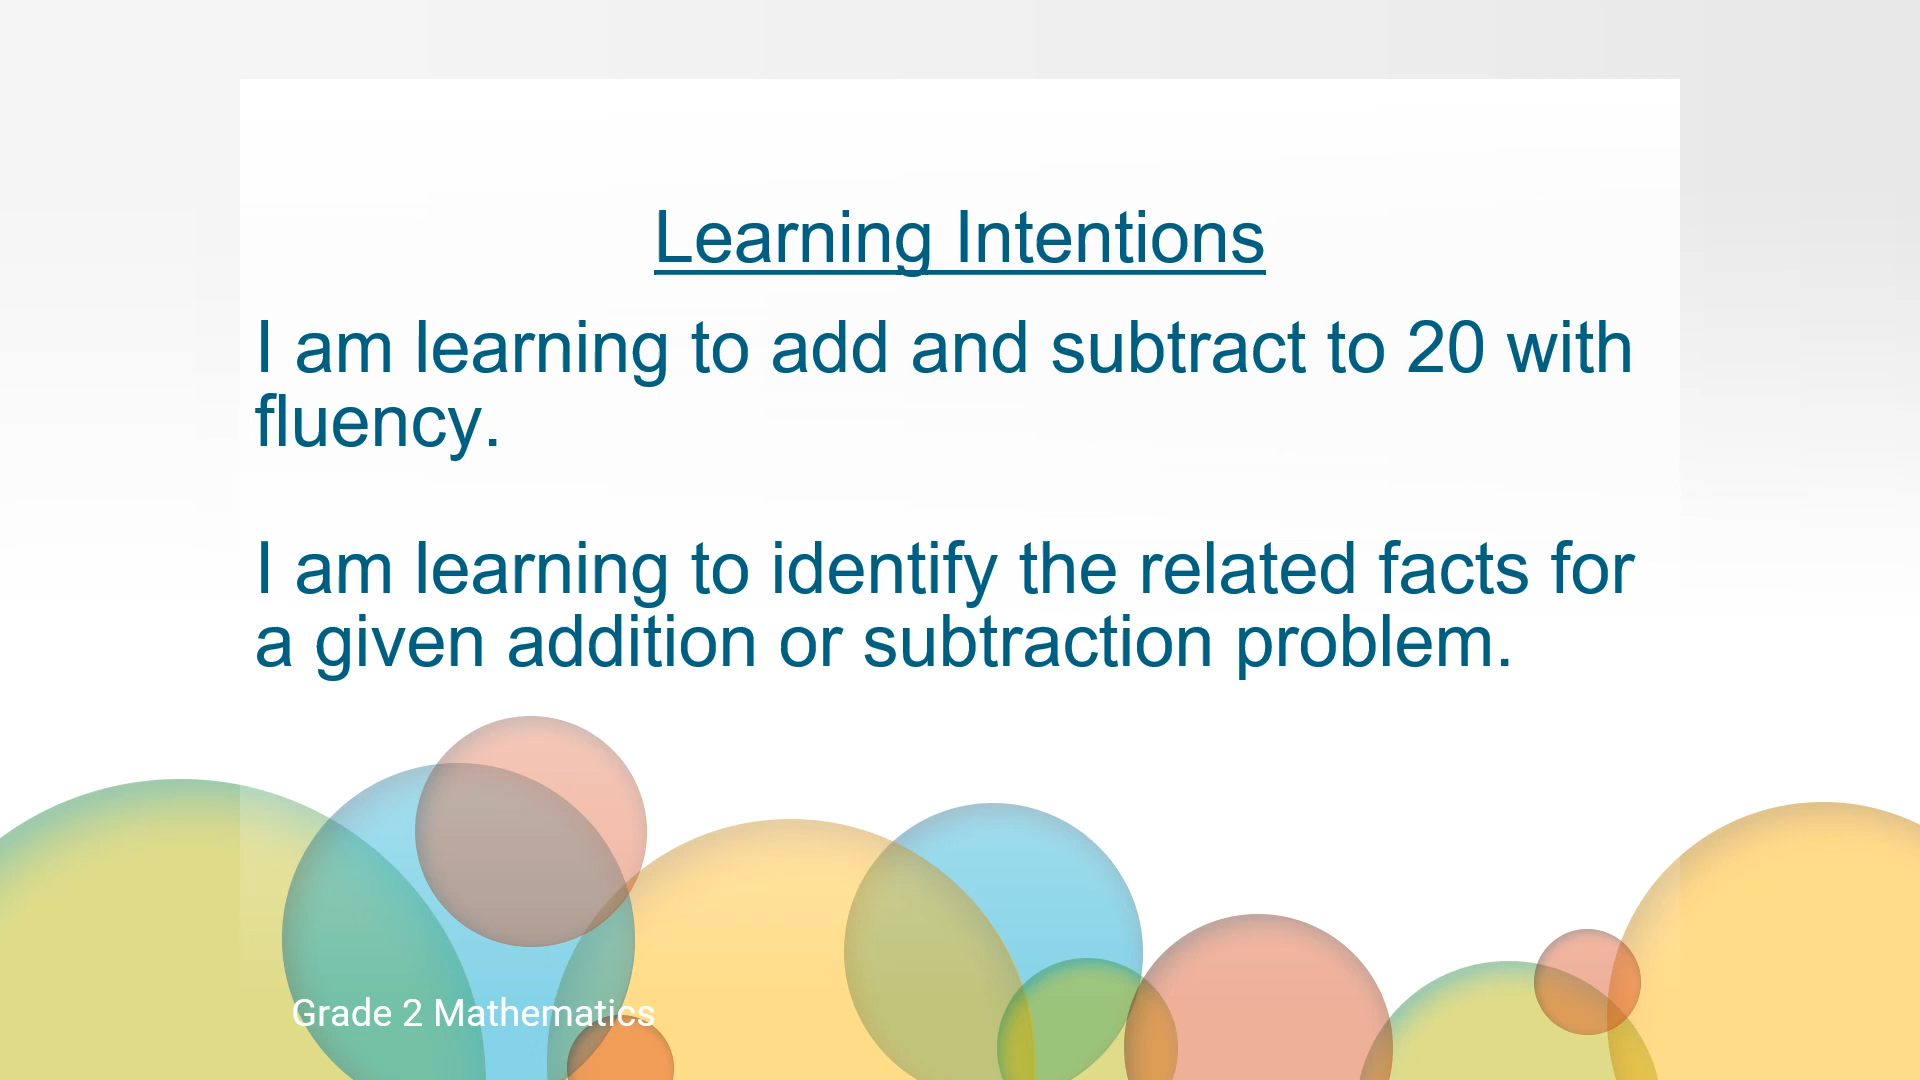 Learning Intentions
I am learning to add and subtract to 20 with
fluency.
I am learning to identify the related facts for
a given addition or subtraction problem.
Grade 2 Mathematics